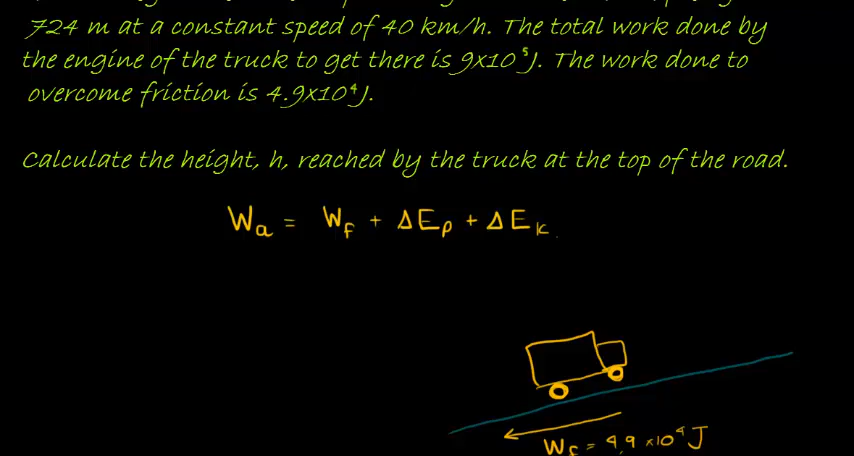 724 m at a constant speed of 40 km/h. The total work done by
the engine of the truck to get there is 9x10⁵J. The work done to
overcome friction is 4.9x10⁴J.
Calculate the height, h, reached by the truck at the top of the road.
Wa = Wf + ΔEp + ΔEk.
Wf = 4,9 x10⁴ J